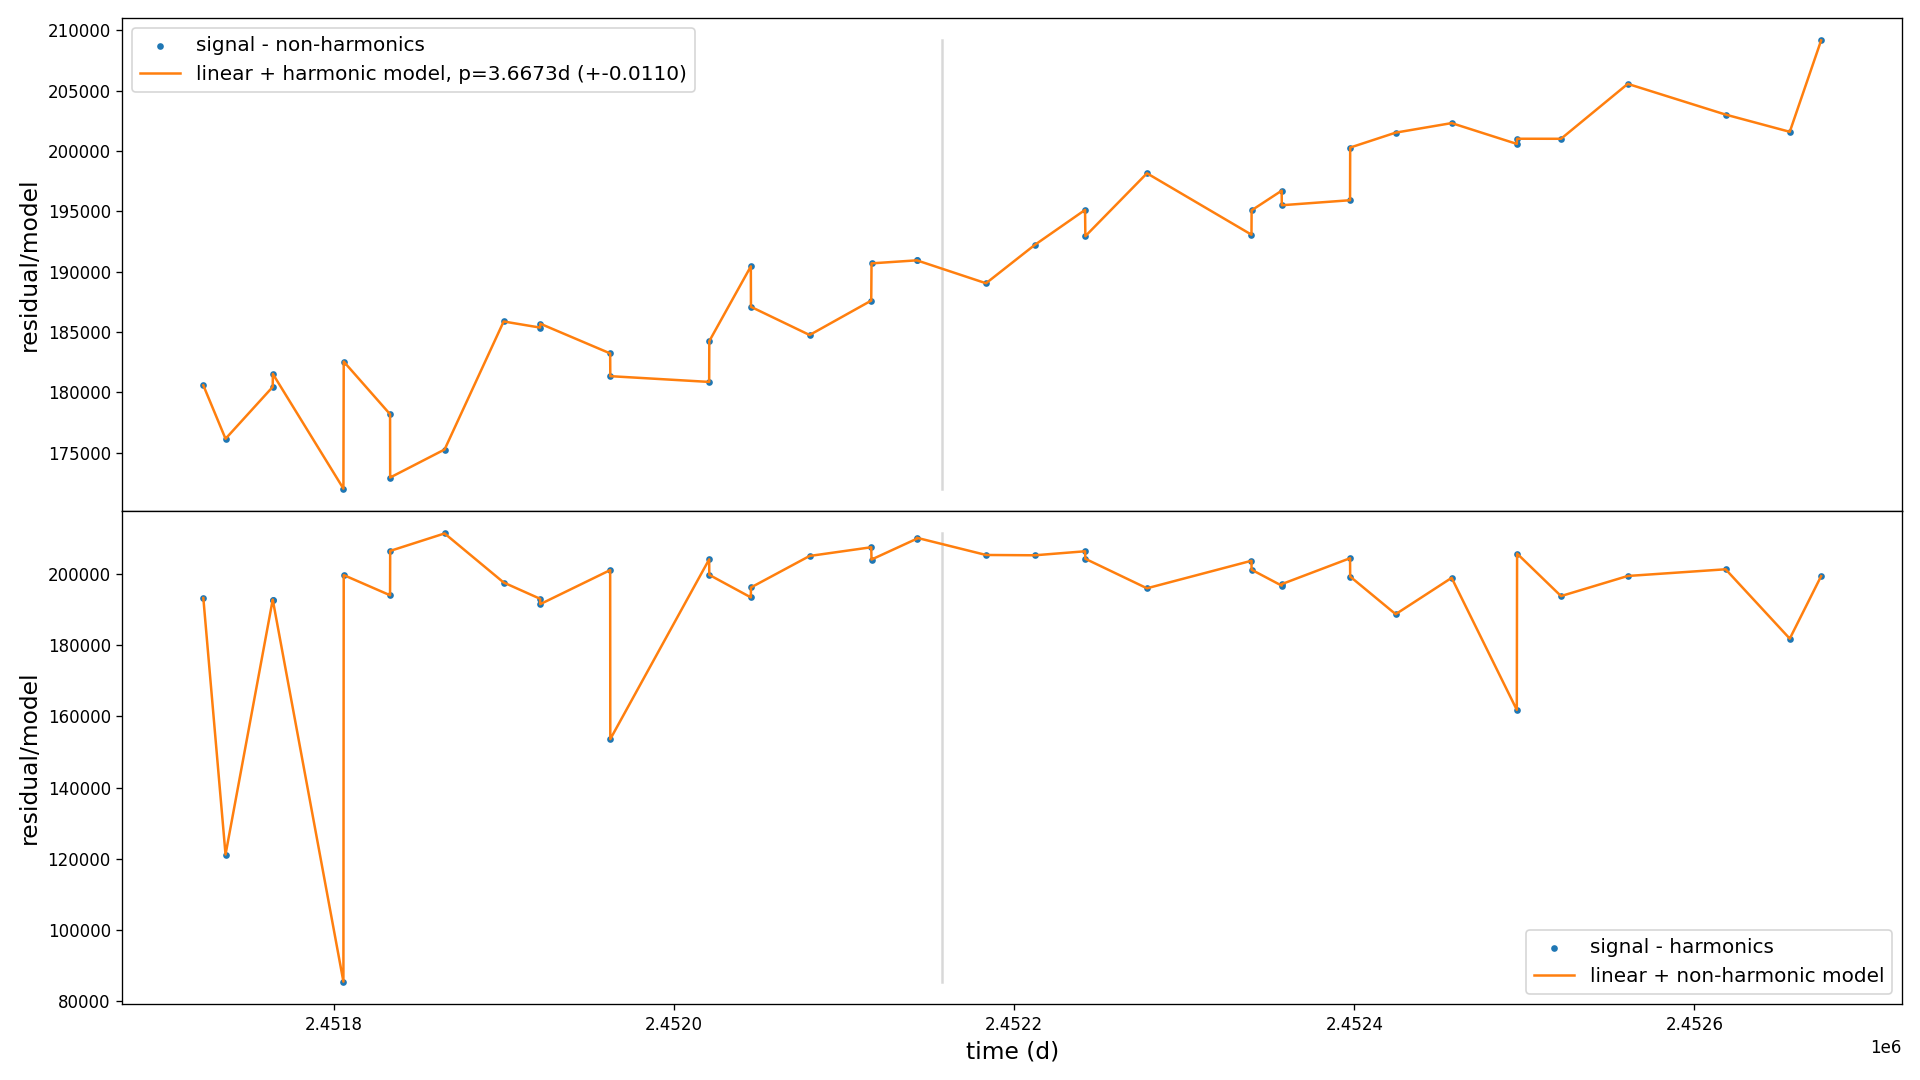 210000
205000
200000
195000
190000
185000
180000
175000
residual/model
signal - non-harmonics
linear + harmonic model, p=3.6673d (+-0.0110)
200000
180000
160000
140000
120000
100000
80000
residual/model
signal - harmonics
linear + non-harmonic model
2.4518 2.4520 2.4522 2.4524 2.4526
1e6
time (d)